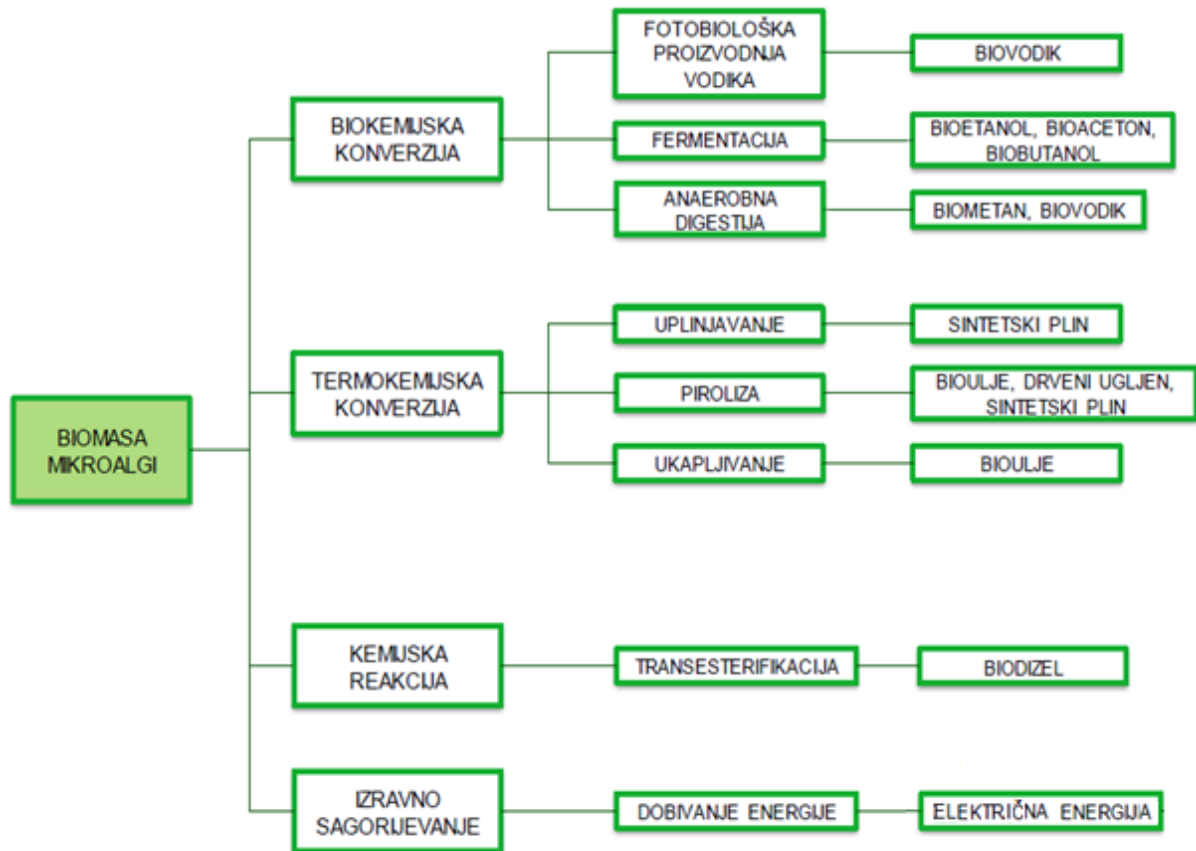 BIOMASA
MIKROALGI
BIOKEMIJSKA
KONVERZIJA
FOTOBIOLOŠKA
PROIZVODNJA
VODIKA
BIOVODIK
FERMENTACIJA
BIOETANOL, BIOACETON,
BIOBUTANOL
ANAEROBNA
DIGESTIJA
BIOMETAN, BIOVODIK
TERMOKEMIJSKA
KONVERZIJA
UPLINJAVANJE
SINTETSKI PLIN
PIROLIZA
BIOULJE, DRVENI UGLJEN,
SINTETSKI PLIN
UKAPLJIVANJE
BIOULJE
KEMIJSKA
REAKCIJA
TRANSESTERIFIKACIJA
BIODIZEL
IZRAVNO
SAGORIJEVANJE
DOBIVANJE ENERGIJE
ELEKTRIČNA ENERGIJA